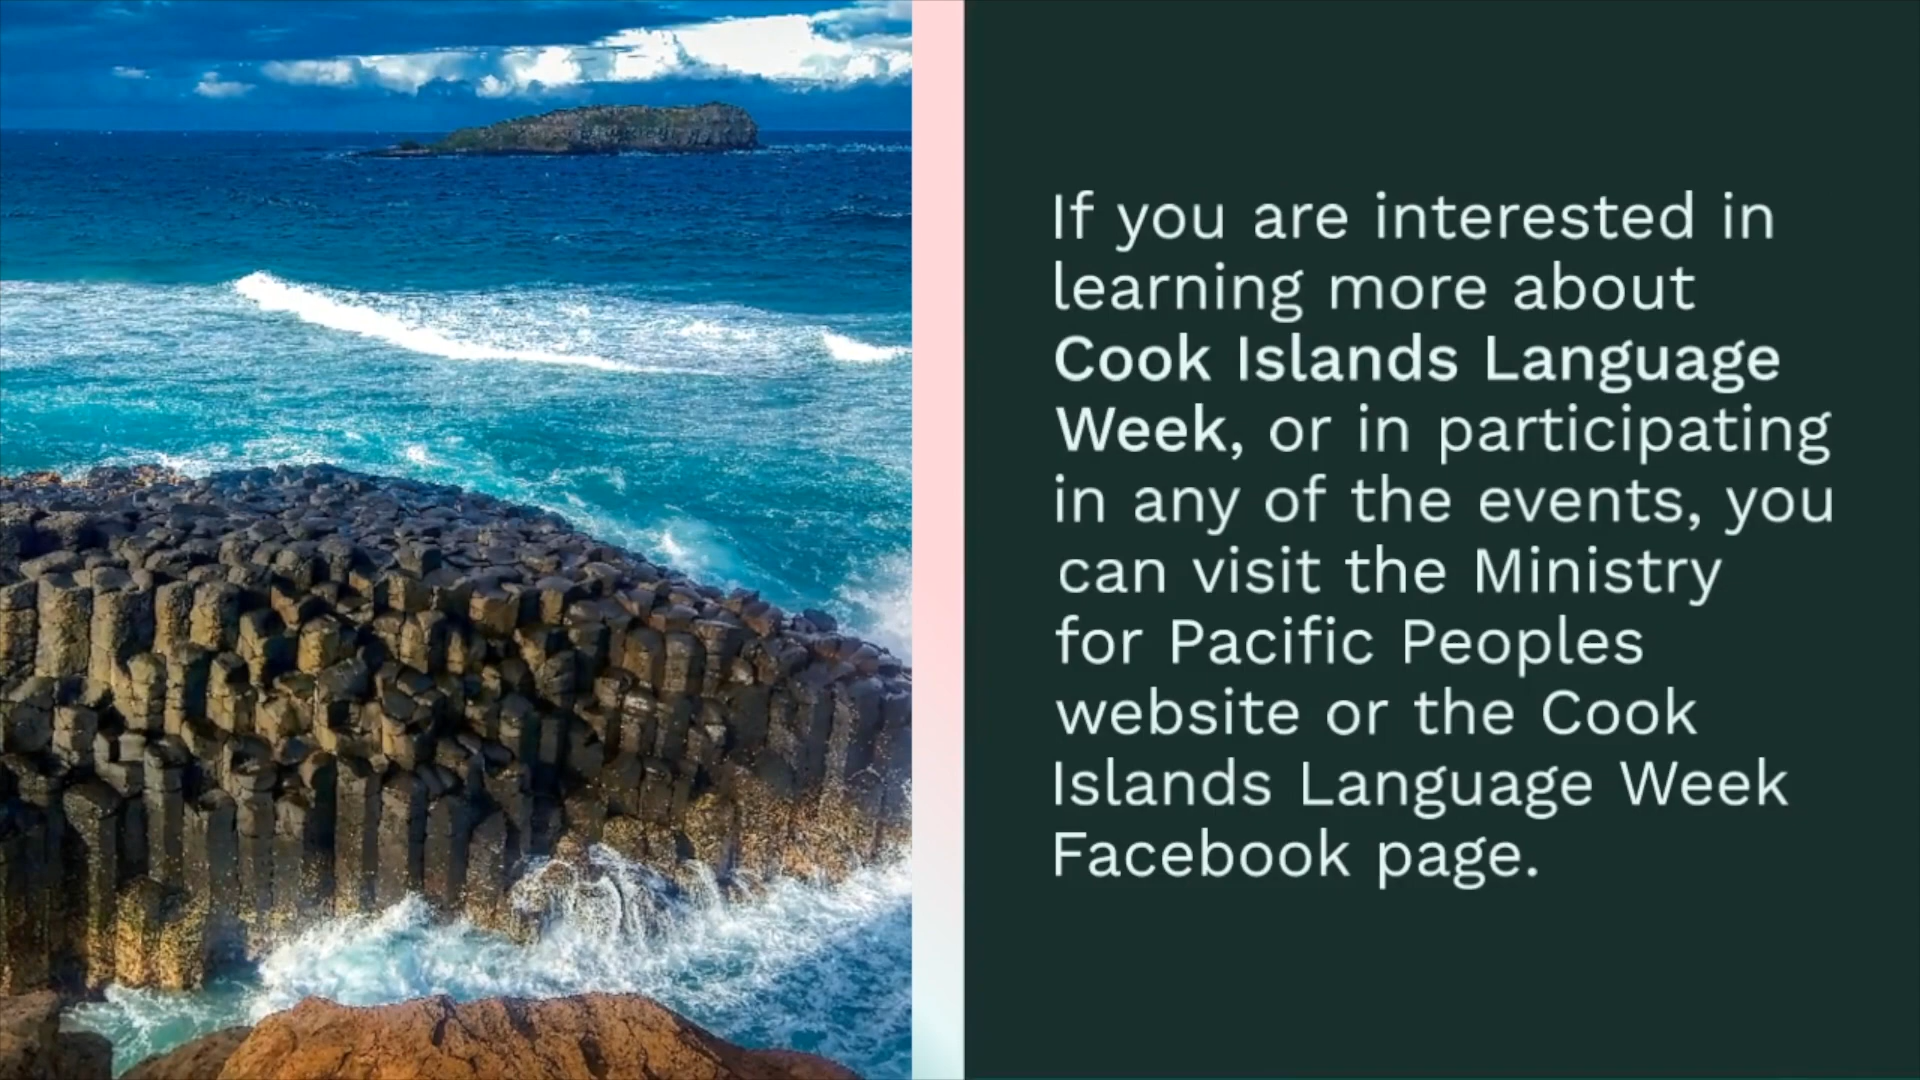 If you are interested in
learning more about
Cook Islands Language
Week, or in participating
in any of the events, you
can visit the Ministry
for Pacific Peoples
website or the Cook
Islands Language Week
Facebook page.